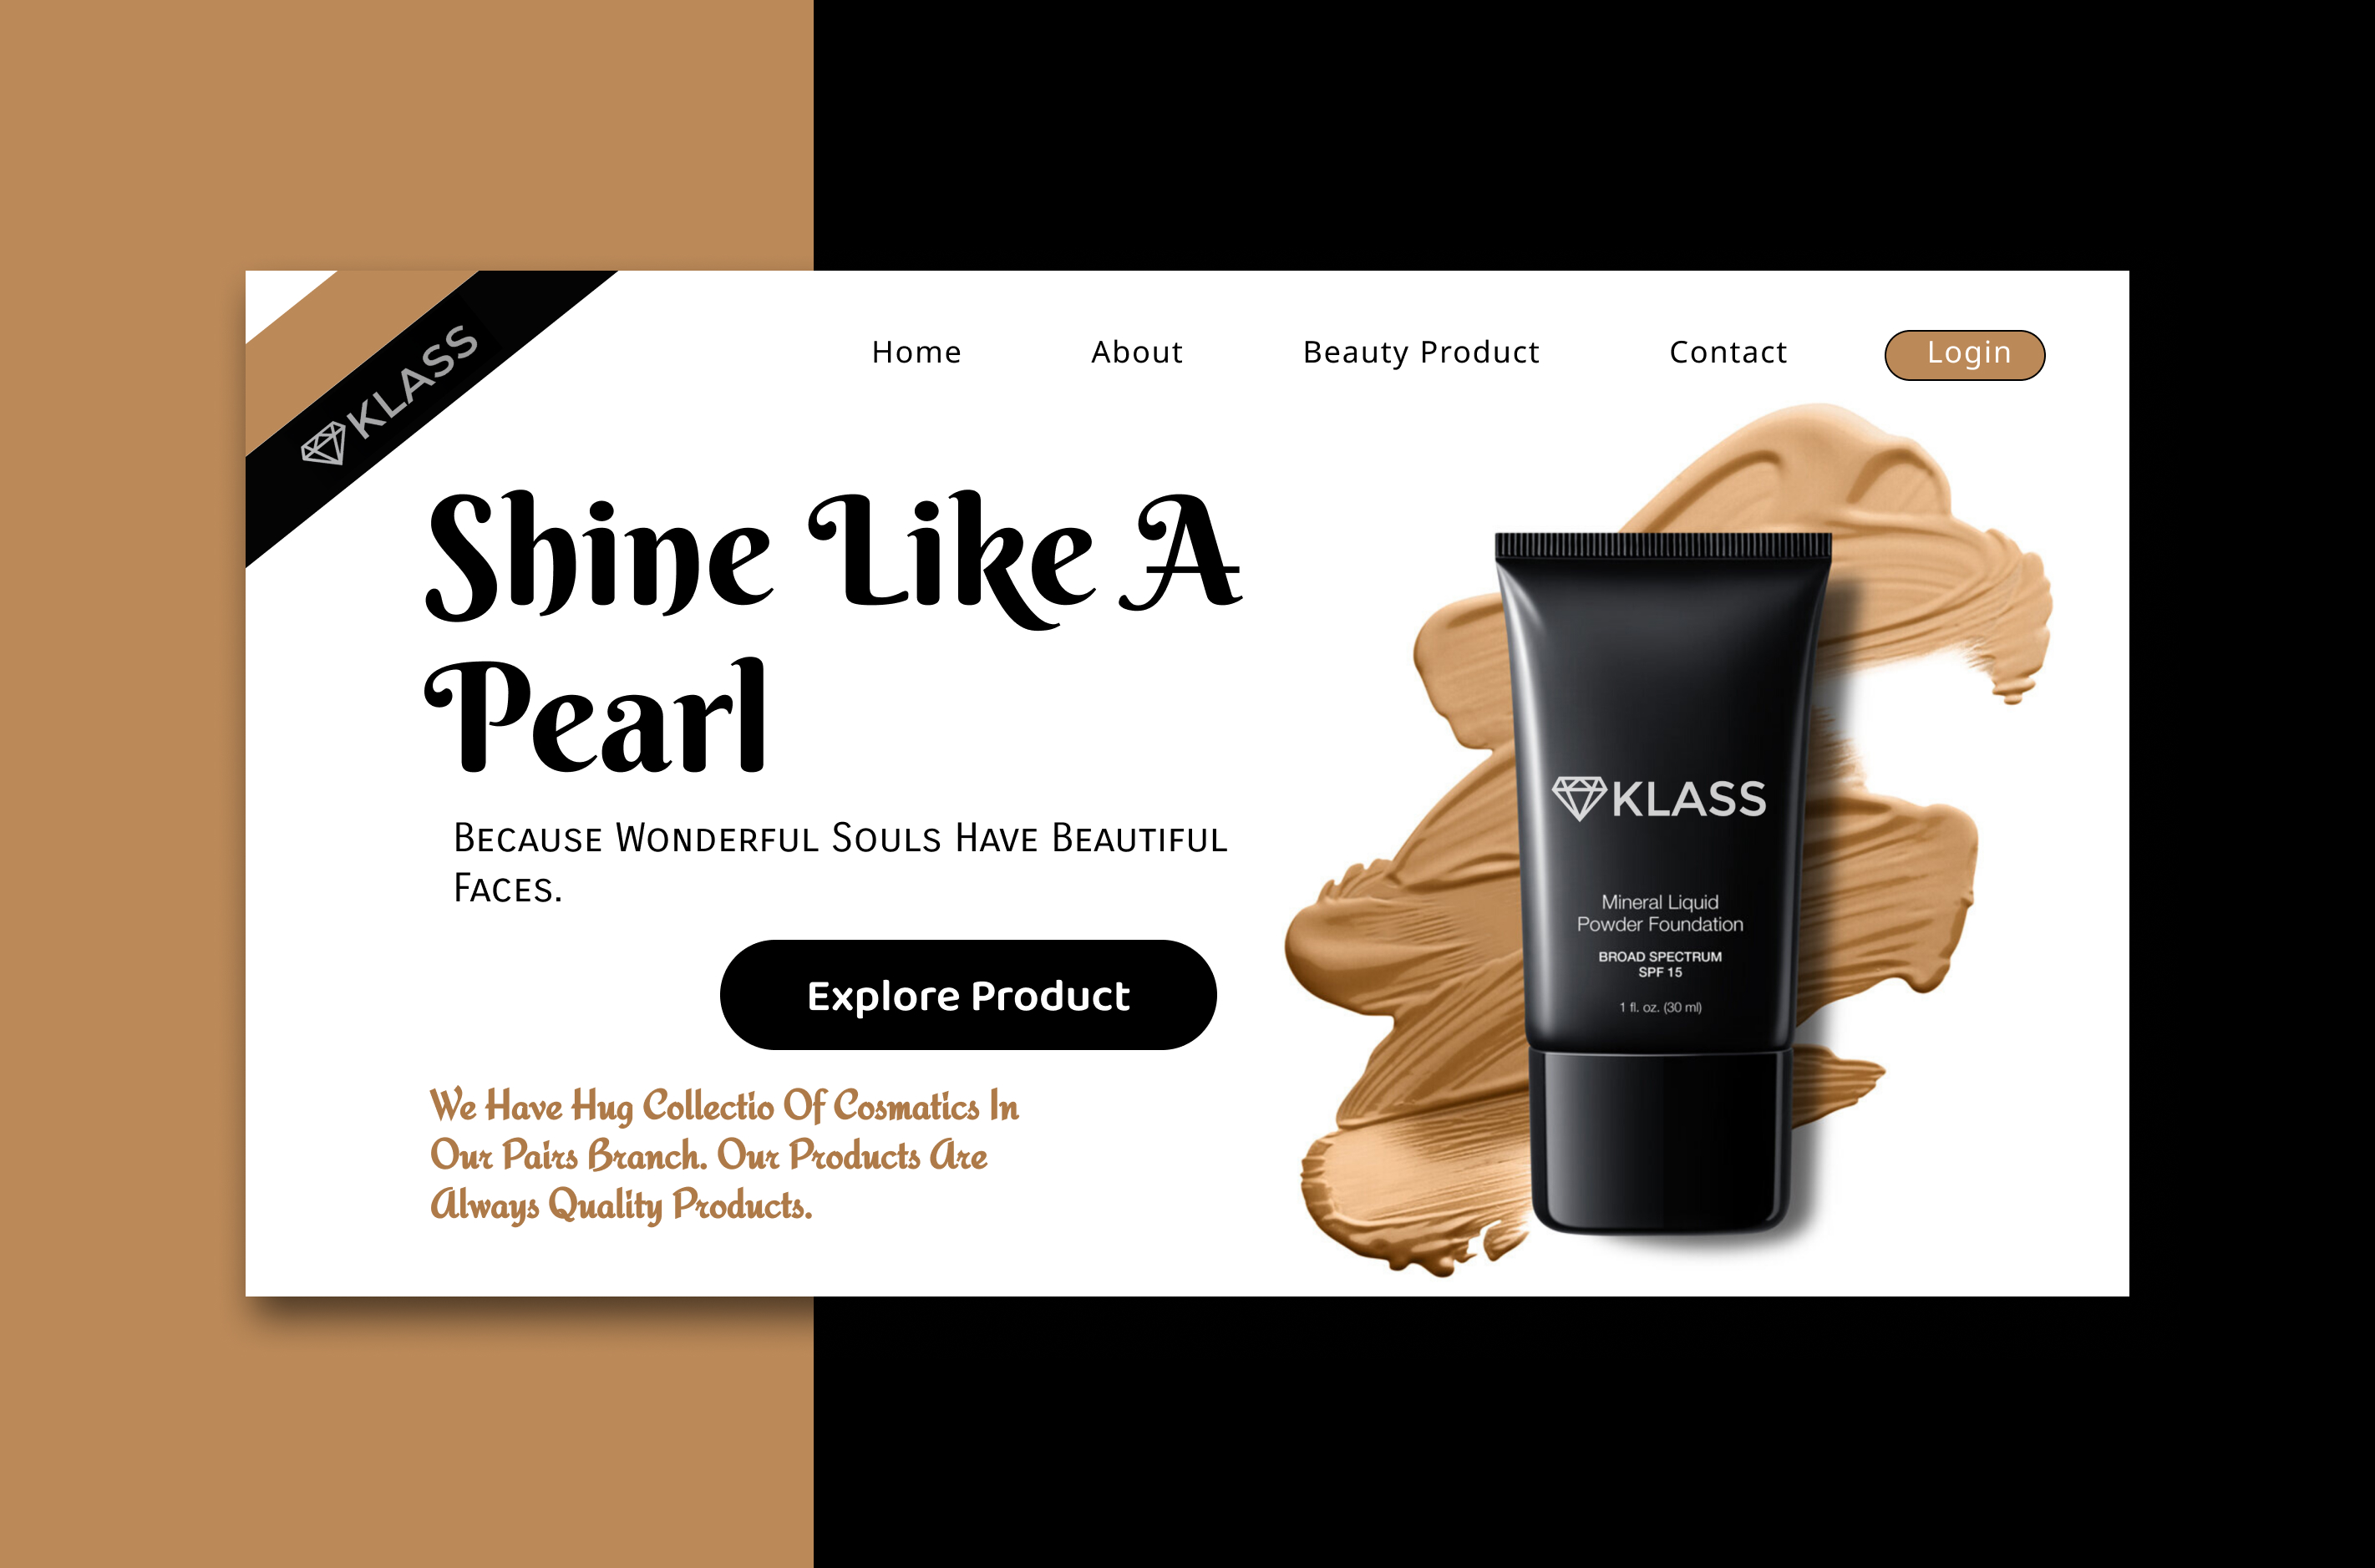 KLASS
Home About Beauty Product Contact Login
Shine Like A
Pearl
Because Wonderful Souls Have Beautiful
Faces.
Explore Product
We Have Hug Collectio Of Cosmatics In
Our Pairs Branch. Our Products Are
Always Quality Products.
KLASS
Mineral Liquid
Powder Foundation
BROAD SPECTRUM
SPF 15
1 fl. oz. (30 ml)